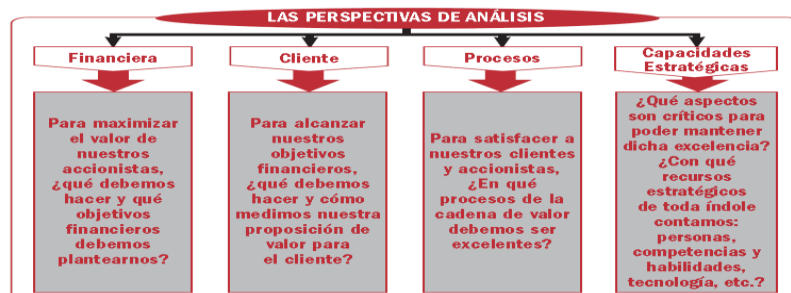 LAS PERSPECTIVAS DE ANÁLISIS
Financiera
Para maximizar
el valor de
nuestros
accionistas,
¿qué debemos
hacer y qué
objetivos
financieros
debemos
plantearnos?
Cliente
Para alcanzar
nuestros
objetivos
financieros,
¿qué debemos
hacer y cómo
medimos nuestra
proposición de
valor para
el cliente?
Procesos
Para satisfacer a
nuestros clientes
y accionistas,
¿En qué
procesos de la
cadena de valor
debemos ser
excelentes?
Capacidades
Estratégicas
¿Qué aspectos
son críticos para
poder mantener
dicha excelencia?
¿Con qué
recursos
estratégicos
de toda índole
contamos:
personas,
competencias y
habilidades,
tecnología, etc.?